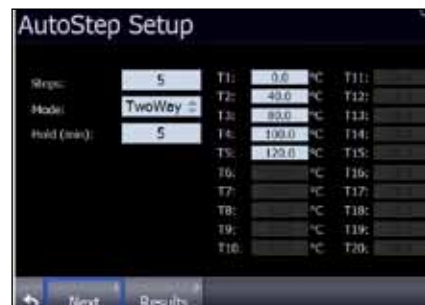 AutoStep Setup
Steps: 5 T1: 0.0 °C T11:
Mode: TwoWay T2: 40.0 °C T12:
Hold (min): 5 T3: 80.0 °C T13:
T4: 100.0 °C T14:
T5: 120.0 °C T15:
T6: °C T16:
T7: °C T17:
T8: °C T18:
T9: °C T19:
T10: °C T20:
Next Results